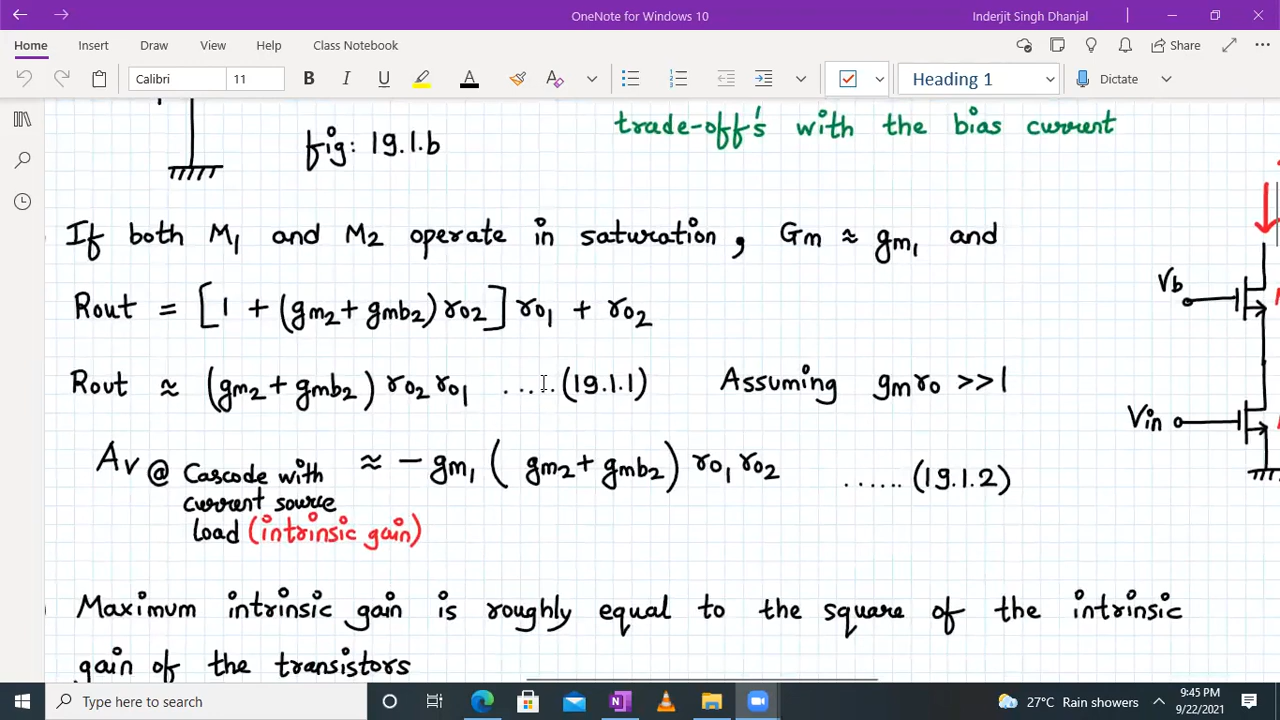 OneNote for Windows 10
Inderjit Singh Dhanjal
Home Insert Draw View Help Class Notebook
Share
Calibri 11 B I U A Heading 1 Dictate
trade-off's with the bias current
fig: 19.1.b
If both M1 and M2 operate in saturation, Gm ≈ gm1 and
Rout = [1 + (gm2 + gmb2) ro2] ro1 + ro2
Rout ≈ (gm2 + gmb2) ro2 ro1 ..... (19.1.1) Assuming gmro >>1
Av @ Cascode with current source load (intrinsic gain) ≈ - gm1 ( gm2 + gmb2) ro1 ro2 ...... (19.1.2)
Vb
Vin
Maximum intrinsic gain is roughly equal to the square of the intrinsic
gain of the transistors
Type here to search
27°C Rain showers
9:45 PM
9/22/2021